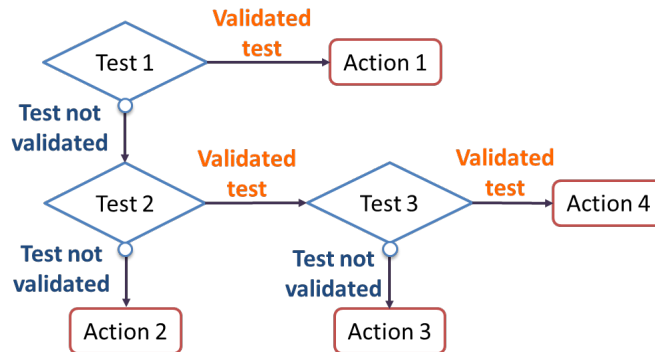 Validated
test
Test 1
Action 1
Test not
validated
Validated
test
Validated
test
Test 2
Test 3
Action 4
Test not
validated
Test not
validated
Action 2
Action 3